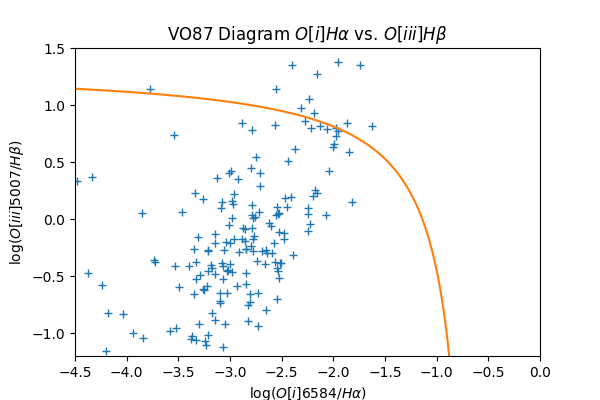 VO87 Diagram O[i]Hα vs. O[iii]Hβ
1.5
1.0
0.5
0.0
−0.5
−1.0
log(O[iii]5007/Hβ)
−4.5 −4.0 −3.5 −3.0 −2.5 −2.0 −1.5 −1.0 −0.5 0.0
log(O[i]6584/Hα)